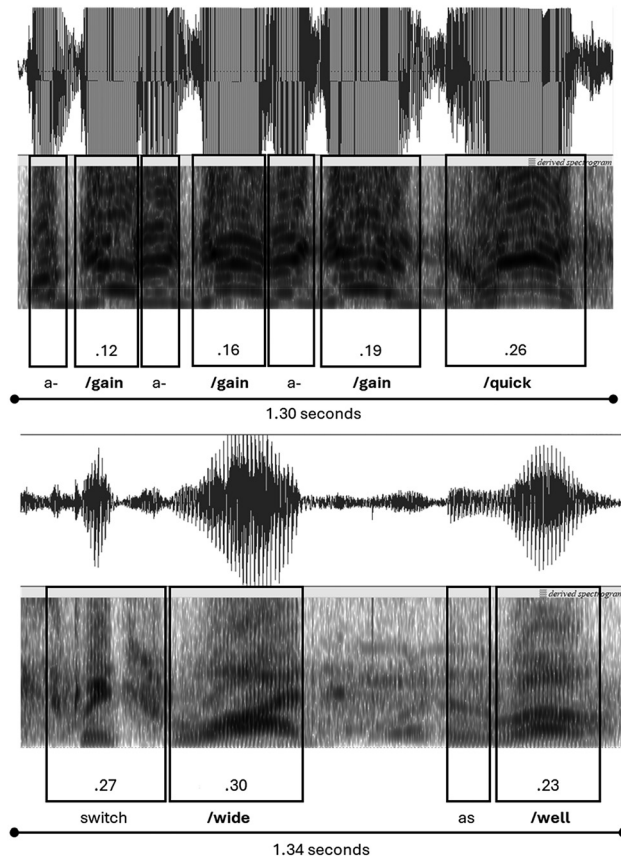 derived spectrogram
.12 .16 .19 .26
a- /gain a- /gain a- /gain /quick
1.30 seconds
derived spectrogram
.27 .30 .23
switch /wide as /well
1.34 seconds